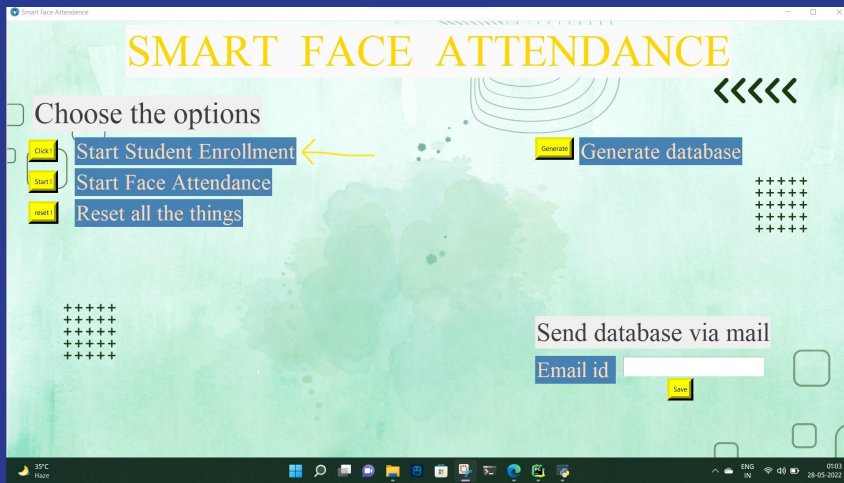 Smart Face Attendence
SMART FACE ATTENDANCE
Choose the options
Click !
Start Student Enrollment
Generate
Generate database
Start !
Start Face Attendance
reset !
Reset all the things
Send database via mail
Email id
Save
35°C
Haze
ENG
IN
01:03
28-05-2022